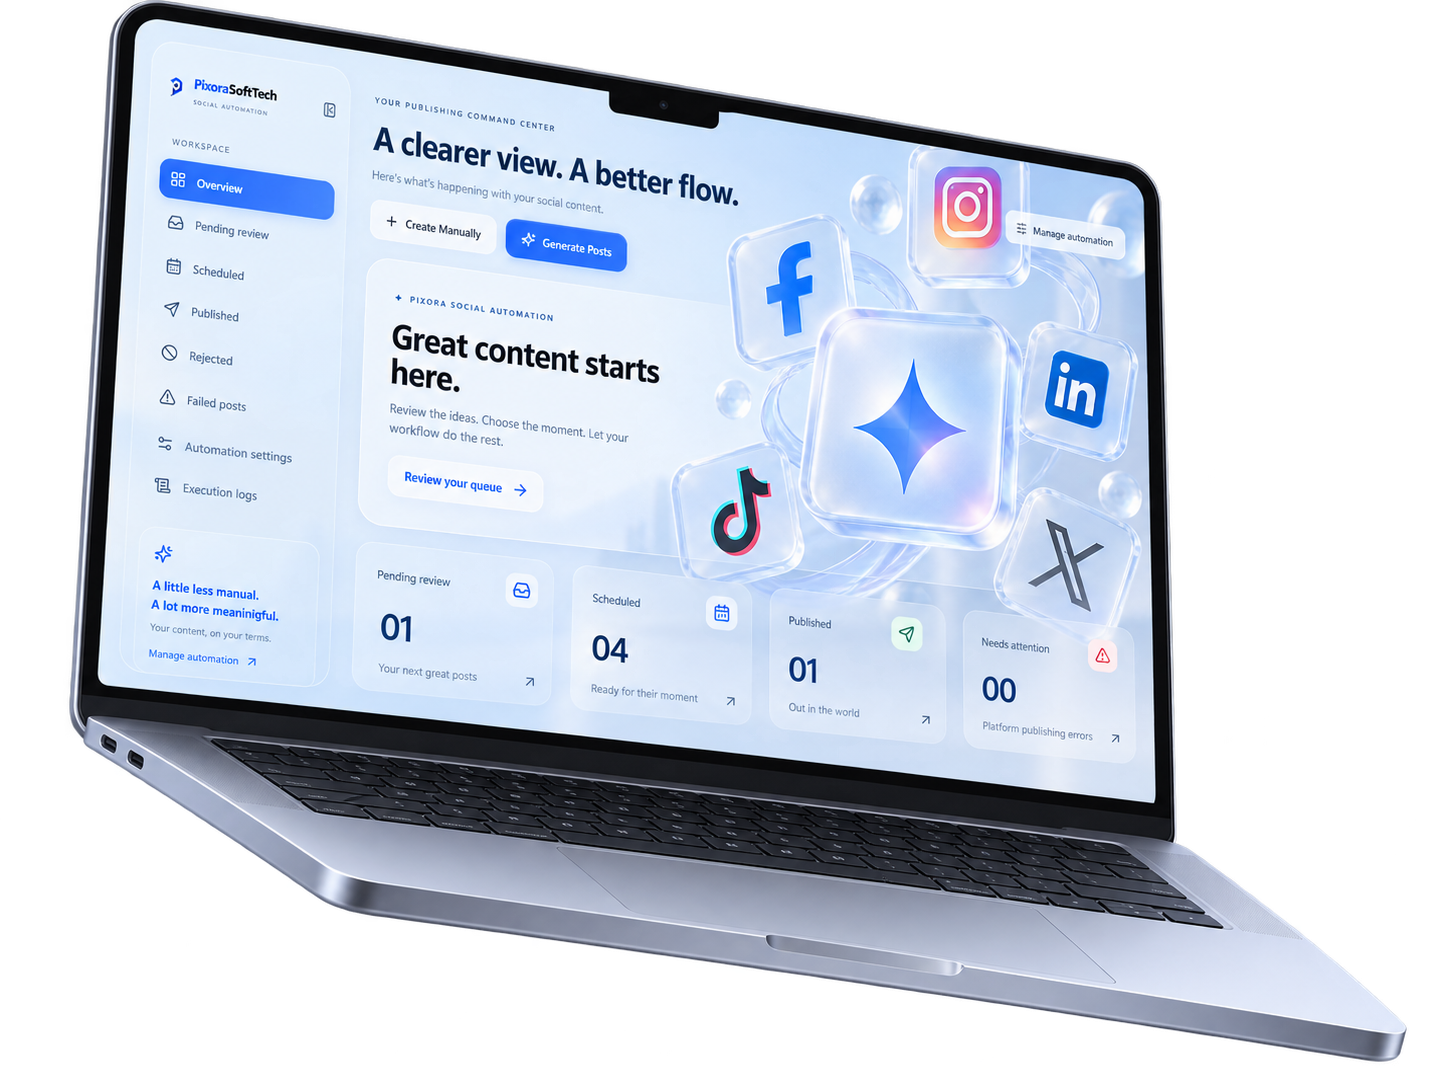 PixoraSoftTech
SOCIAL AUTOMATION
WORKSPACE
Overview
Pending review
Scheduled
Published
Rejected
Failed posts
Automation settings
Execution logs
A little less manual.
A lot more meaninigful.
Your content, on your terms.
Manage automation
YOUR PUBLISHING COMMAND CENTER
A clearer view. A better flow.
Here's what's happening with your social content.
Create Manually
Generate Posts
Manage automation
PIXORA SOCIAL AUTOMATION
Great content starts
here.
Review the ideas. Choose the moment. Let your
workflow do the rest.
Review your queue
f
in
X
Pending review
01
Your next great posts
Scheduled
04
Ready for their moment
Published
01
Out in the world
Needs attention
00
Platform publishing errors